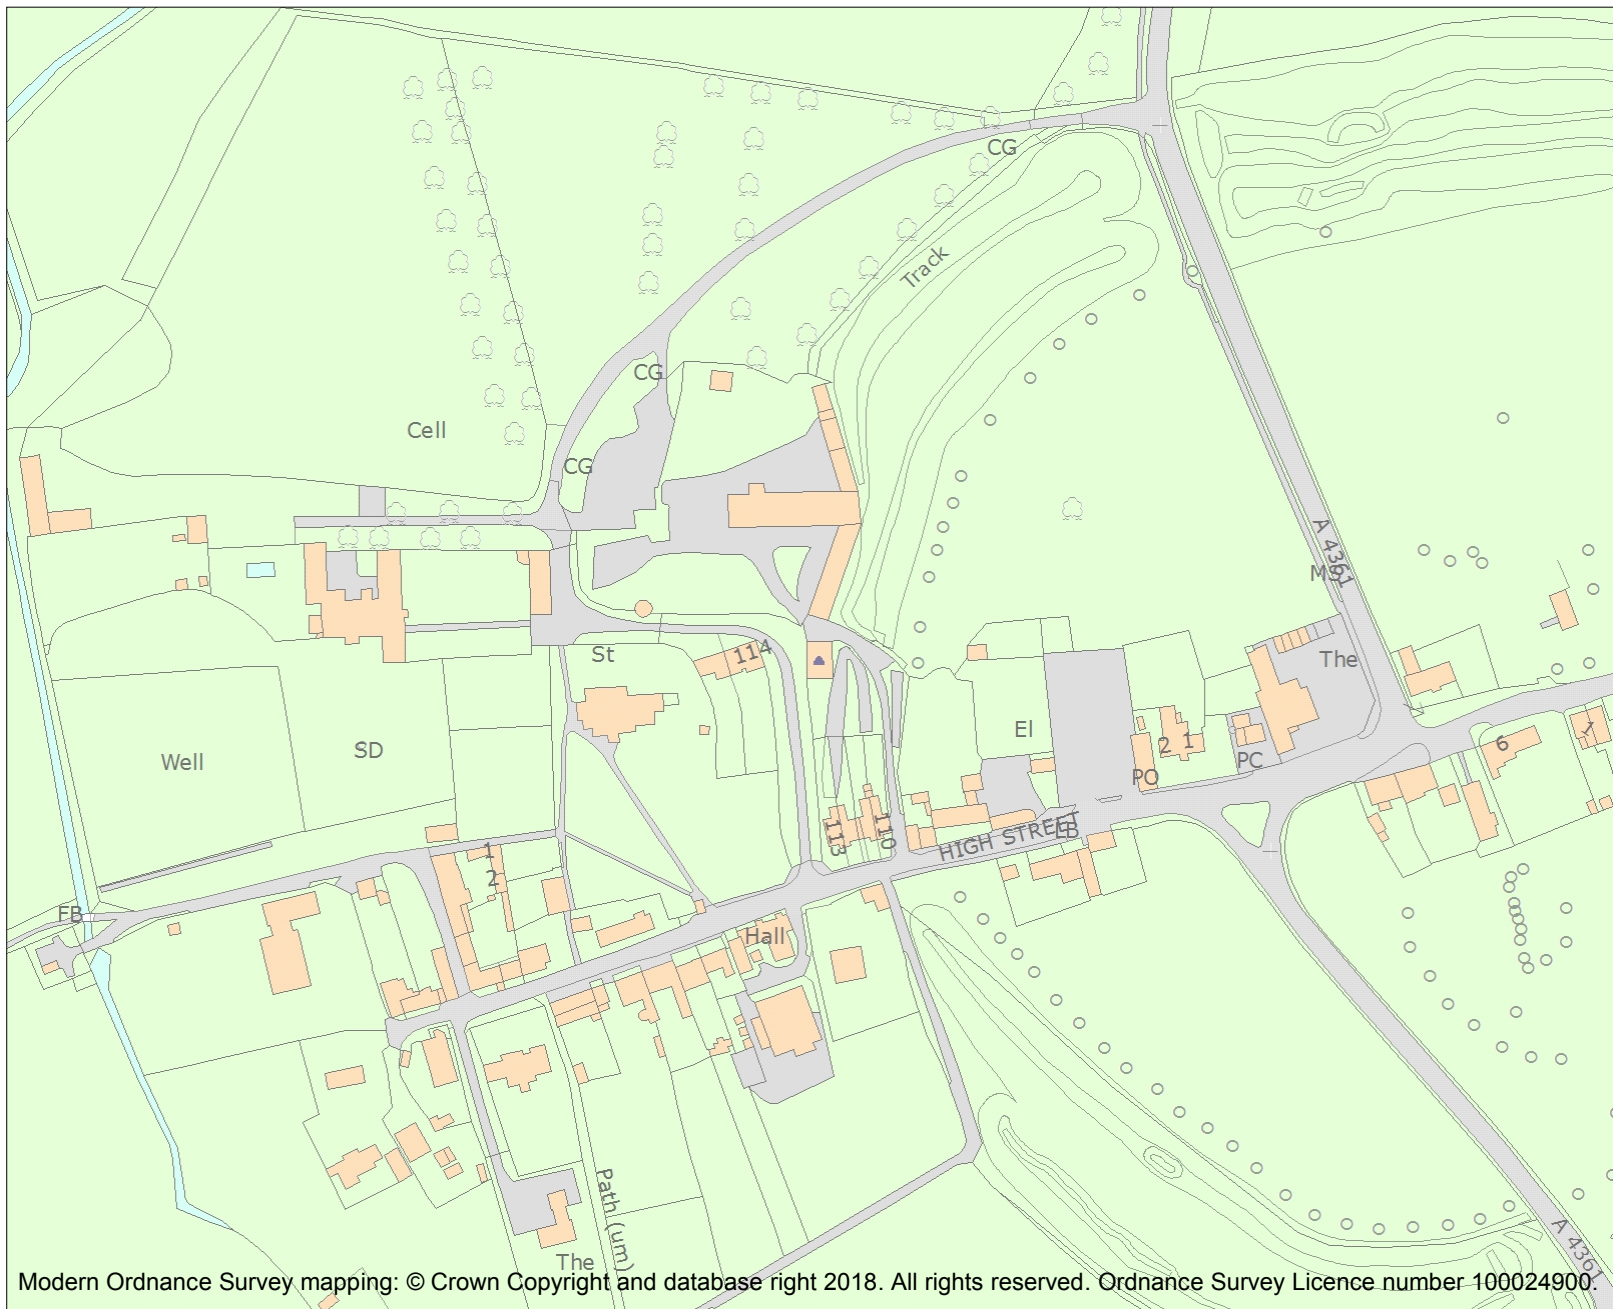 CG
Track
CG
Cell
CG
A 4361
MS
114
St
The
El
2 1
SD
Well
PC
PO
113
110
HIGH STREET
LB
1
2
6
1
FB
Hall
Path (um)
The
A 4361
Modern Ordnance Survey mapping: © Crown Copyright and database right 2018. All rights reserved. Ordnance Survey Licence number 100024900.